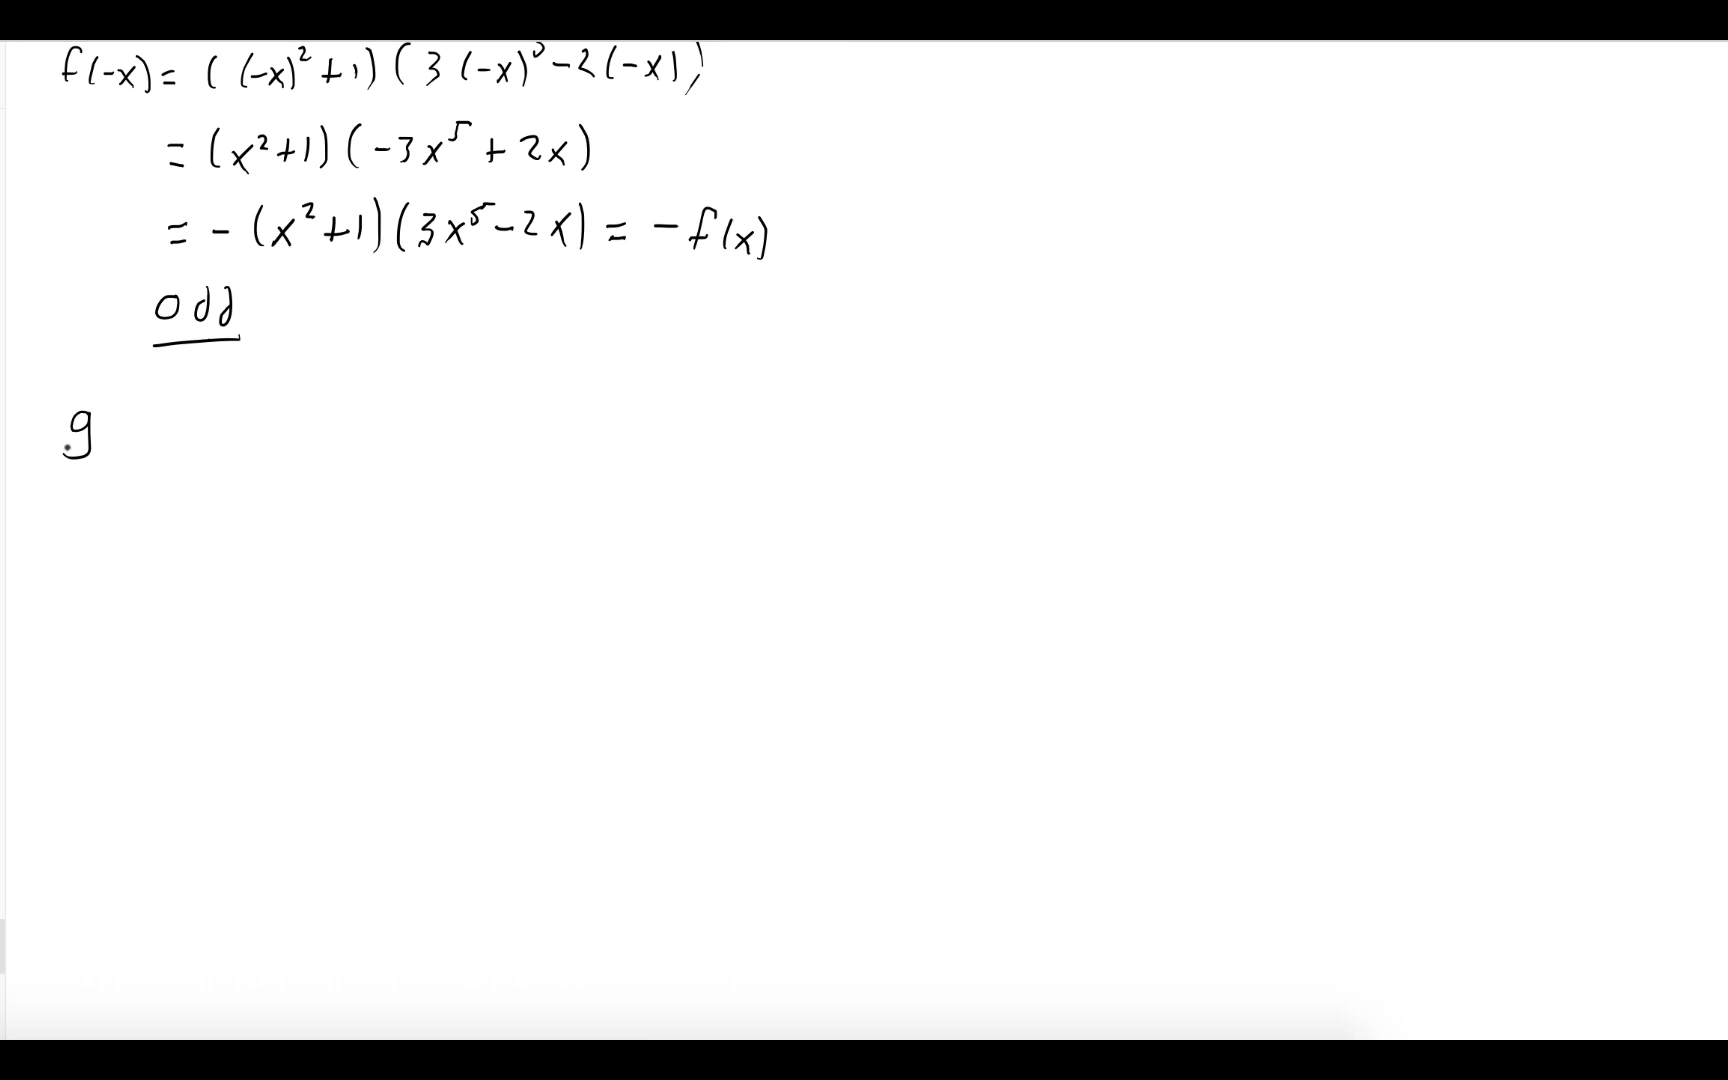 f(-x) = ((-x)²+1)(3(-x)⁵-2(-x))
= (x²+1)(-3x⁵+2x)
= -(x²+1)(3x⁵-2x) = -f(x)
odd
g